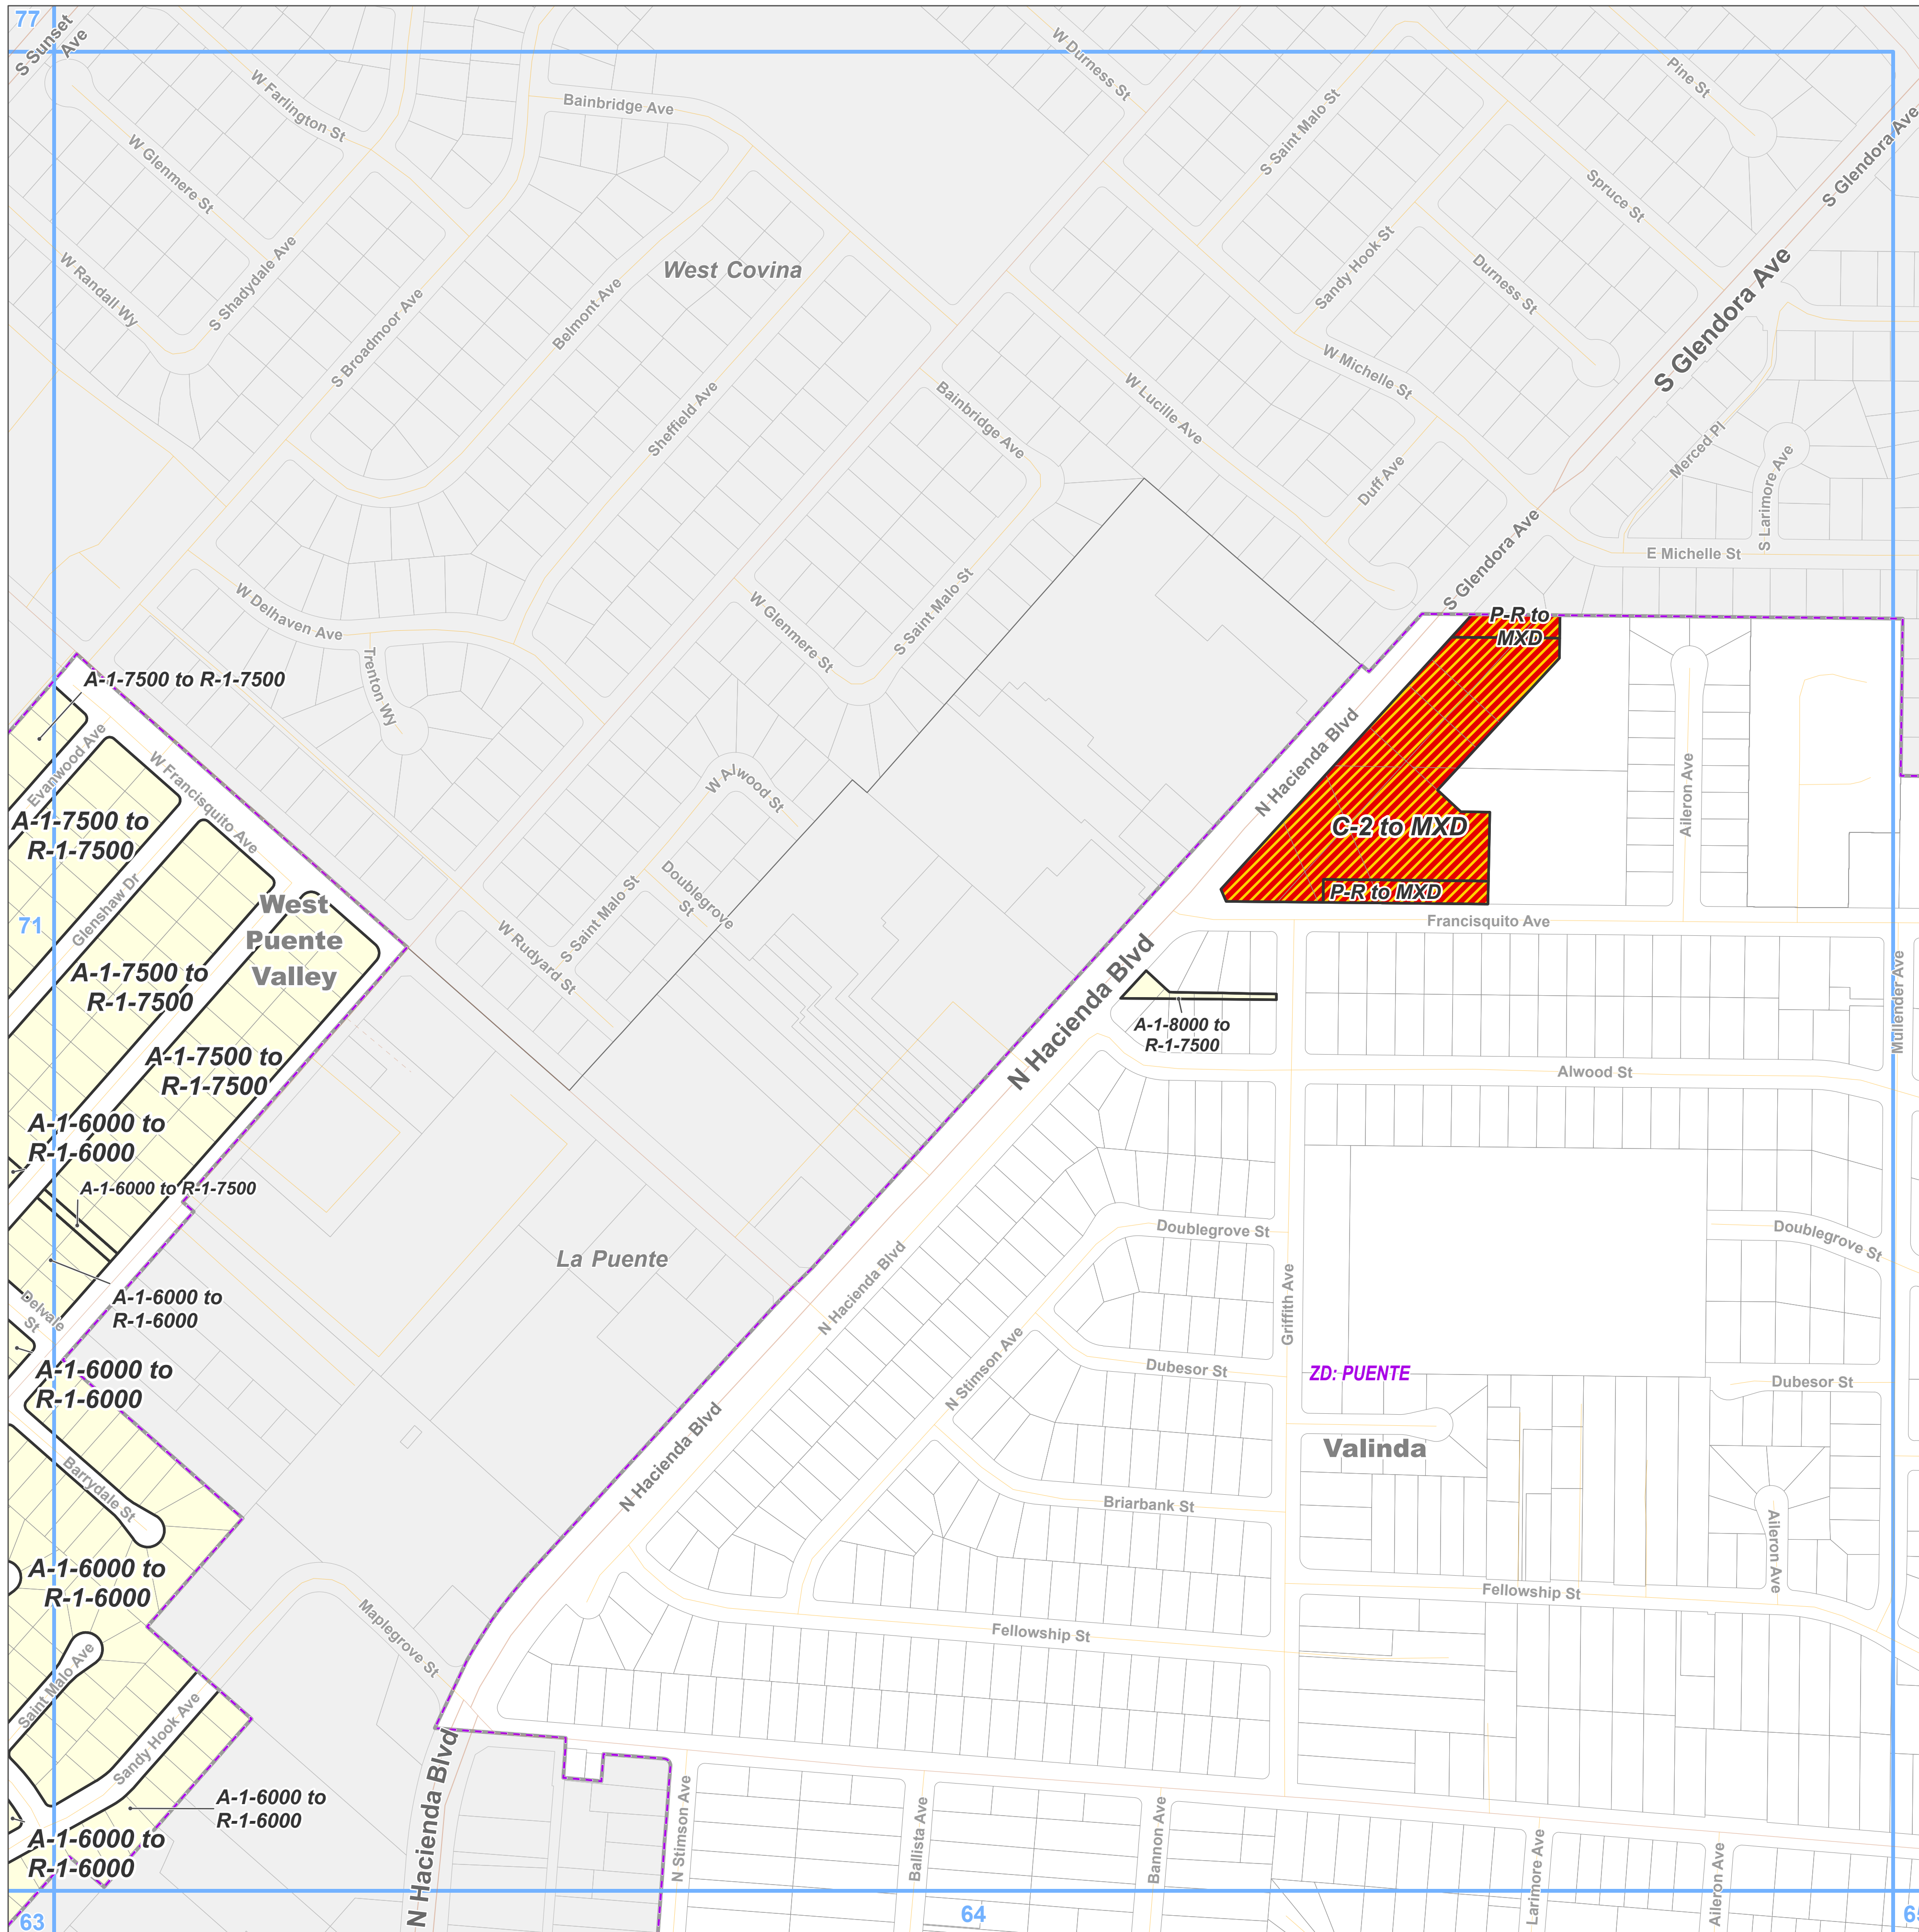 77
S Sunset
Ave
W Farlington St
Bainbridge Ave
W Durness St
Pine St
S Glendora Ave
W Glenmere St
S Saint Malo St
Spruce St
W Randall Wy
S Shadydale Ave
S Broadmoor Ave
Belmont Ave
West Covina
Sandy Hook St
Durness St
S Glendora Ave
Sheffield Ave
Bainbridge Ave
W Lucille Ave
W Michelle St
Duff Ave
Merced Pl
S Larimore Ave
S Glendora Ave
E Michelle St
W Delhaven Ave
Trenton Wy
W Glenmere St
S Saint Malo St
P-R to
MXD
A-1-7500 to R-1-7500
Evanwood Ave
W Francisquito Ave
W Alwood St
N Hacienda Blvd
Aileron Ave
A-1-7500 to
R-1-7500
C-2 to MXD
P-R to MXD
Glenshaw Dr
West
Puente
Valley
71
W Rudyard St
S Saint Malo St
Doublegrove
St
Francisquito Ave
Mullender Ave
A-1-7500 to
R-1-7500
N Hacienda Blvd
A-1-8000 to
R-1-7500
A-1-7500 to
R-1-7500
Alwood St
A-1-6000 to
R-1-6000
A-1-6000 to R-1-7500
La Puente
Doublegrove St
Doublegrove St
N Hacienda Blvd
Griffith Ave
Delvale
St
A-1-6000 to
R-1-6000
N Stimson Ave
Dubesor St
ZD: PUENTE
Dubesor St
A-1-6000 to
R-1-6000
N Hacienda Blvd
Valinda
Barrydale St
Briarbank St
Aileron Ave
A-1-6000 to
R-1-6000
Fellowship St
Fellowship St
Maplegrove St
Saint Malo Ave
Sandy Hook Ave
A-1-6000 to
R-1-6000
A-1-6000 to
R-1-6000
N Hacienda Blvd
N Stimson Ave
Ballista Ave
Bannon Ave
Larimore Ave
Aileron Ave
63
64